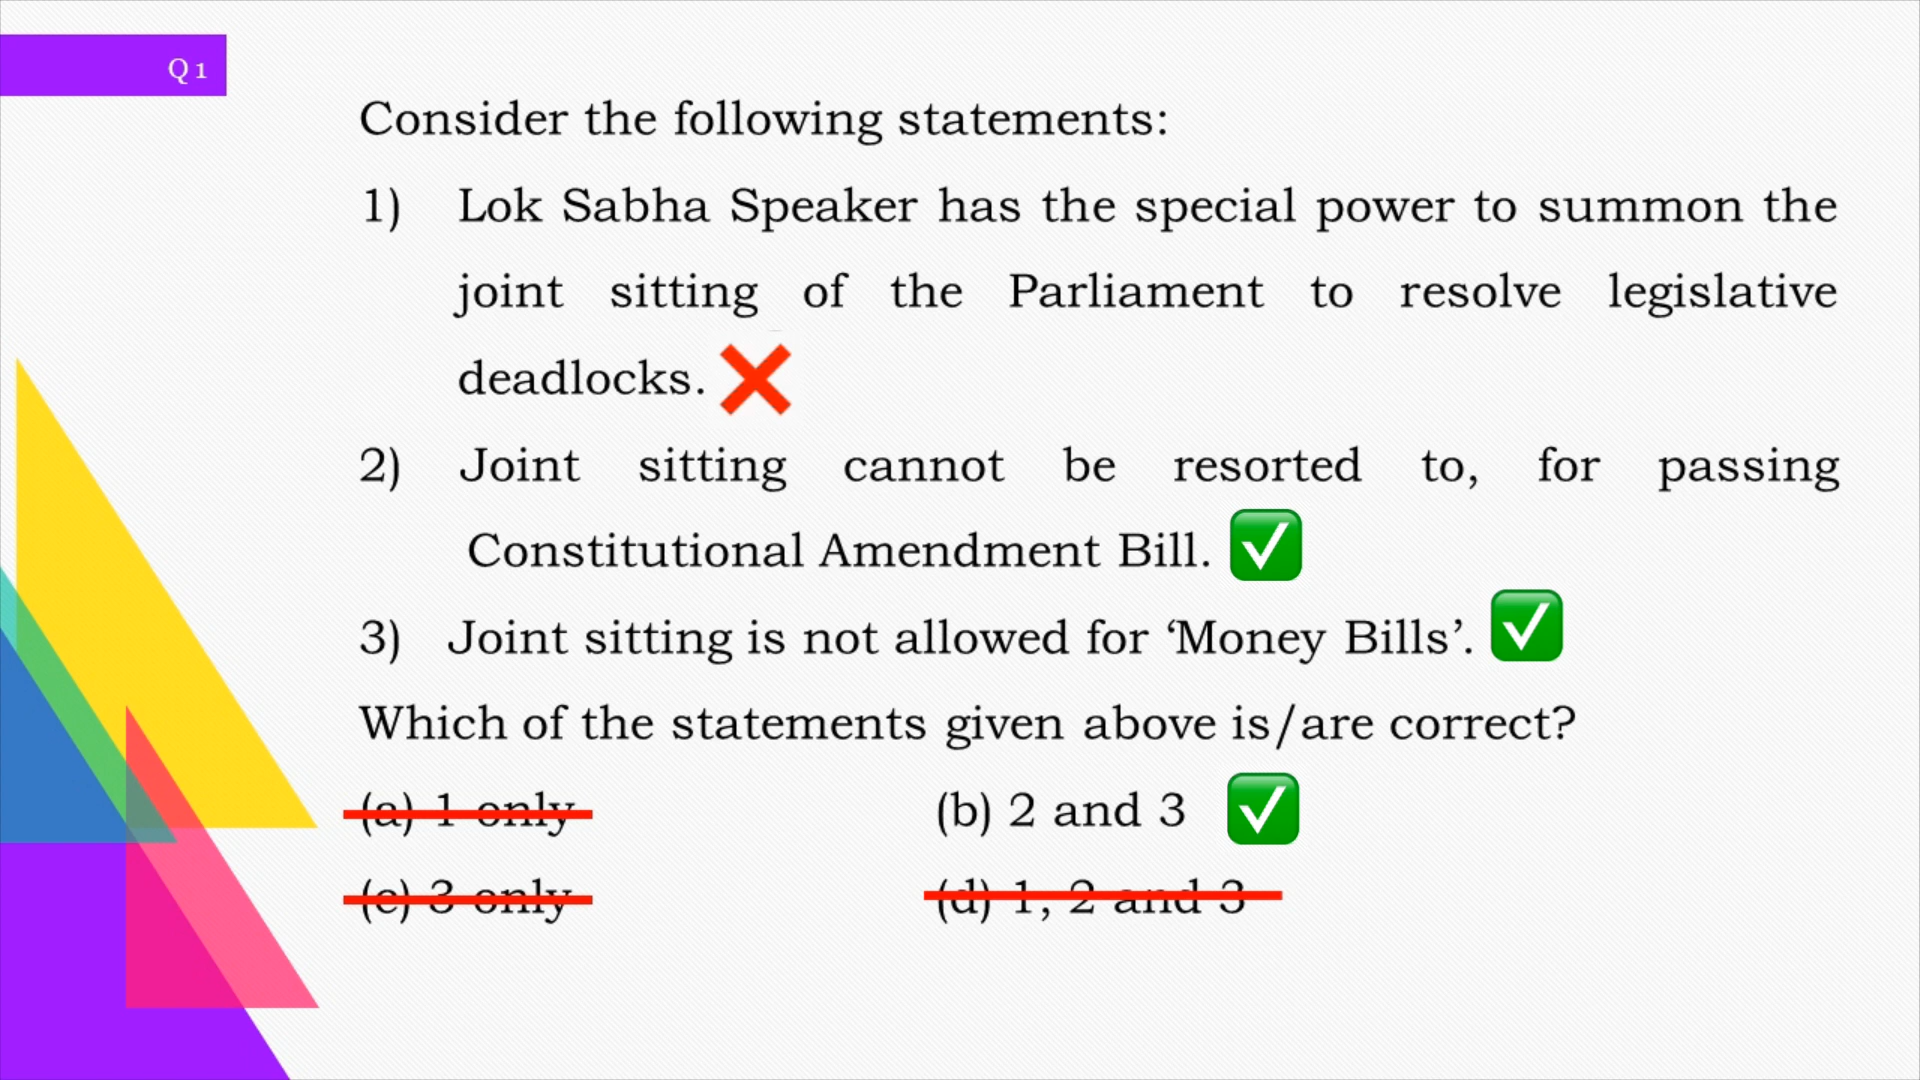 Q 1
Consider the following statements:
1) Lok Sabha Speaker has the special power to summon the
joint sitting of the Parliament to resolve legislative
deadlocks.
2) Joint sitting cannot be resorted to, for passing
Constitutional Amendment Bill.
3) Joint sitting is not allowed for ‘Money Bills’.
Which of the statements given above is/are correct?
(a) 1 only (b) 2 and 3
(c) 3 only (d) 1, 2 and 3